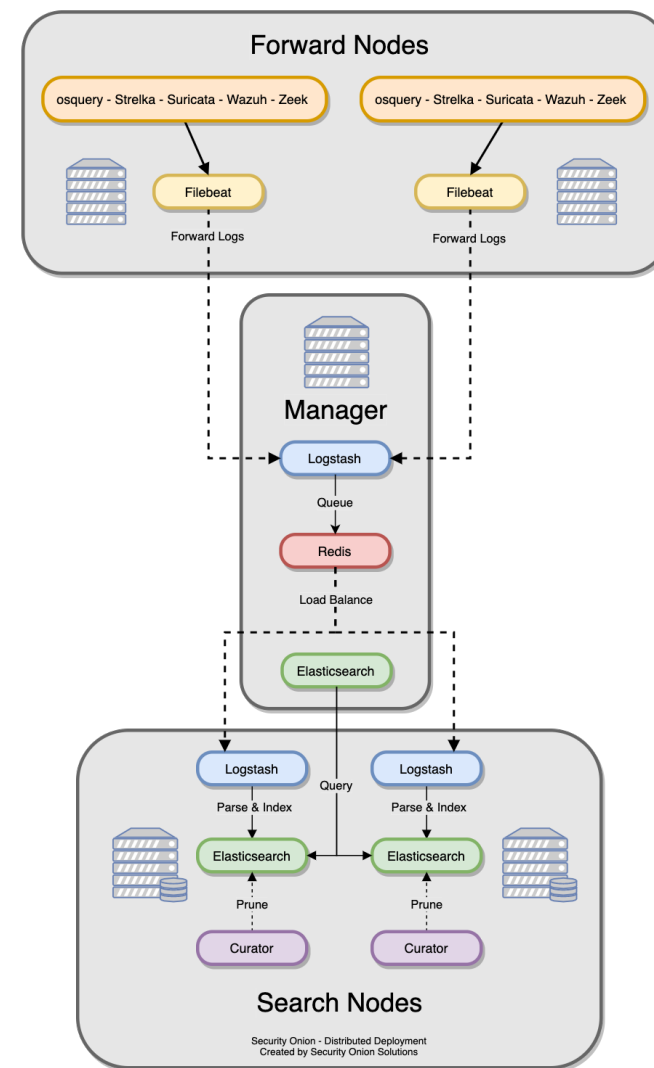 Forward Nodes
osquery - Strelka - Suricata - Wazuh - Zeek
osquery - Strelka - Suricata - Wazuh - Zeek
Filebeat
Filebeat
Forward Logs
Forward Logs
Manager
Logstash
Queue
Redis
Load Balance
Elasticsearch
Logstash
Logstash
Query
Parse & Index
Parse & Index
Elasticsearch
Elasticsearch
Prune
Prune
Curator
Curator
Search Nodes
Security Onion - Distributed Deployment
Created by Security Onion Solutions